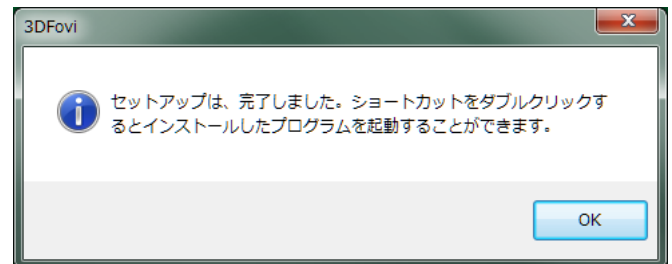 3DFovi
セットアップは、完了しました。ショートカットをダブルクリックす
るとインストールしたプログラムを起動することができます。
OK